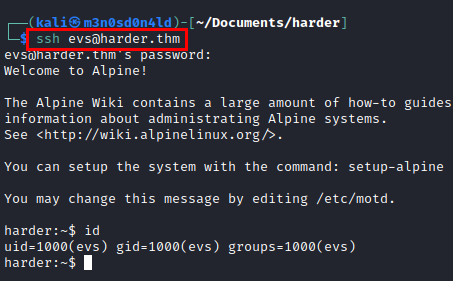 ┌──(kali㉿m3n0sd0n4ld)-[~/Documents/harder]
└─$ ssh evs@harder.thm
evs@harder.thm's password:
Welcome to Alpine!
The Alpine Wiki contains a large amount of how-to guides
information about administrating Alpine systems.
See <http://wiki.alpinelinux.org/>.
You can setup the system with the command: setup-alpine
You may change this message by editing /etc/motd.
harder:~$ id
uid=1000(evs) gid=1000(evs) groups=1000(evs)
harder:~$